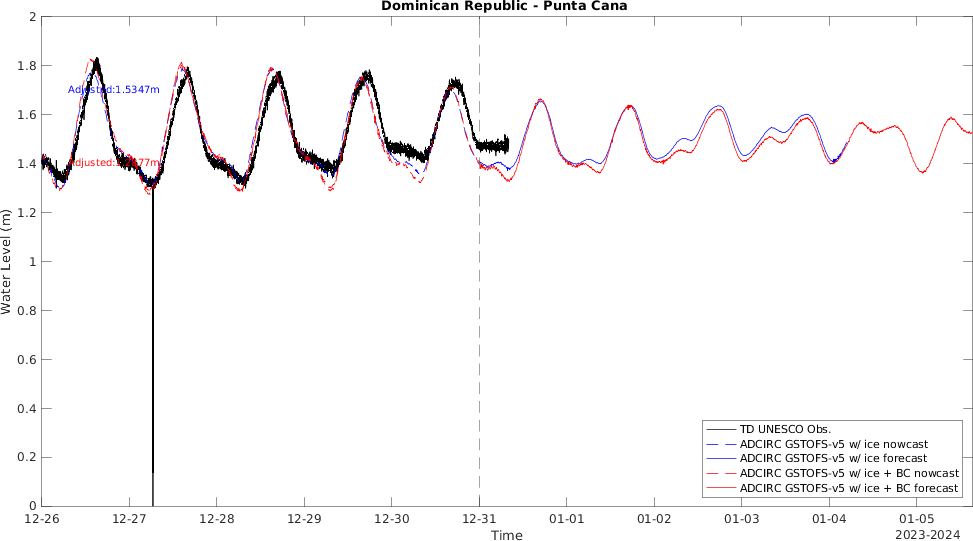 Dominican Republic - Punta Cana
2
1.8
1.6
1.4
1.2
1
0.8
0.6
0.4
0.2
0
Water Level (m)
Adjusted:1.5347m
12-26
12-27
12-28
12-29
12-30
12-31
01-01
01-02
01-03
01-04
01-05
Time
2023-2024
TD UNESCO Obs.
ADCIRC GSTOFS-v5 w/ ice nowcast
ADCIRC GSTOFS-v5 w/ ice forecast
ADCIRC GSTOFS-v5 w/ ice + BC nowcast
ADCIRC GSTOFS-v5 w/ ice + BC forecast